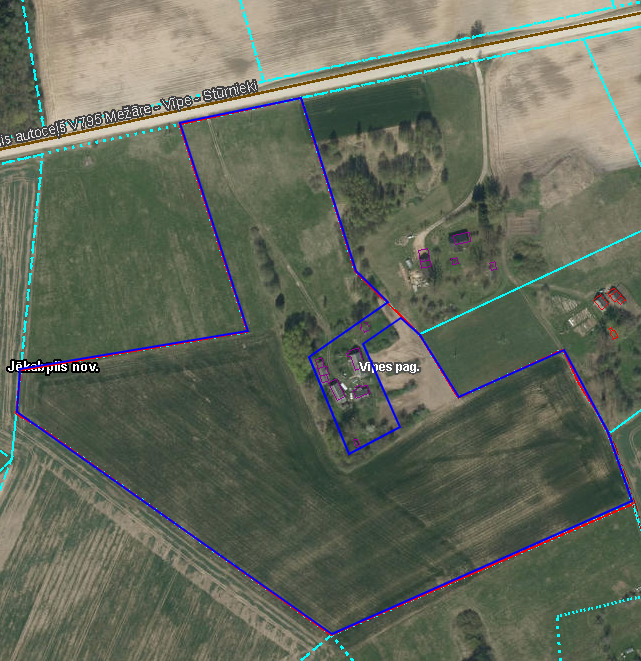 is autoceļš V795 Mežāre - Vīpe - Stūrnieki
Jēkabpils nov.
Vīpes pag.